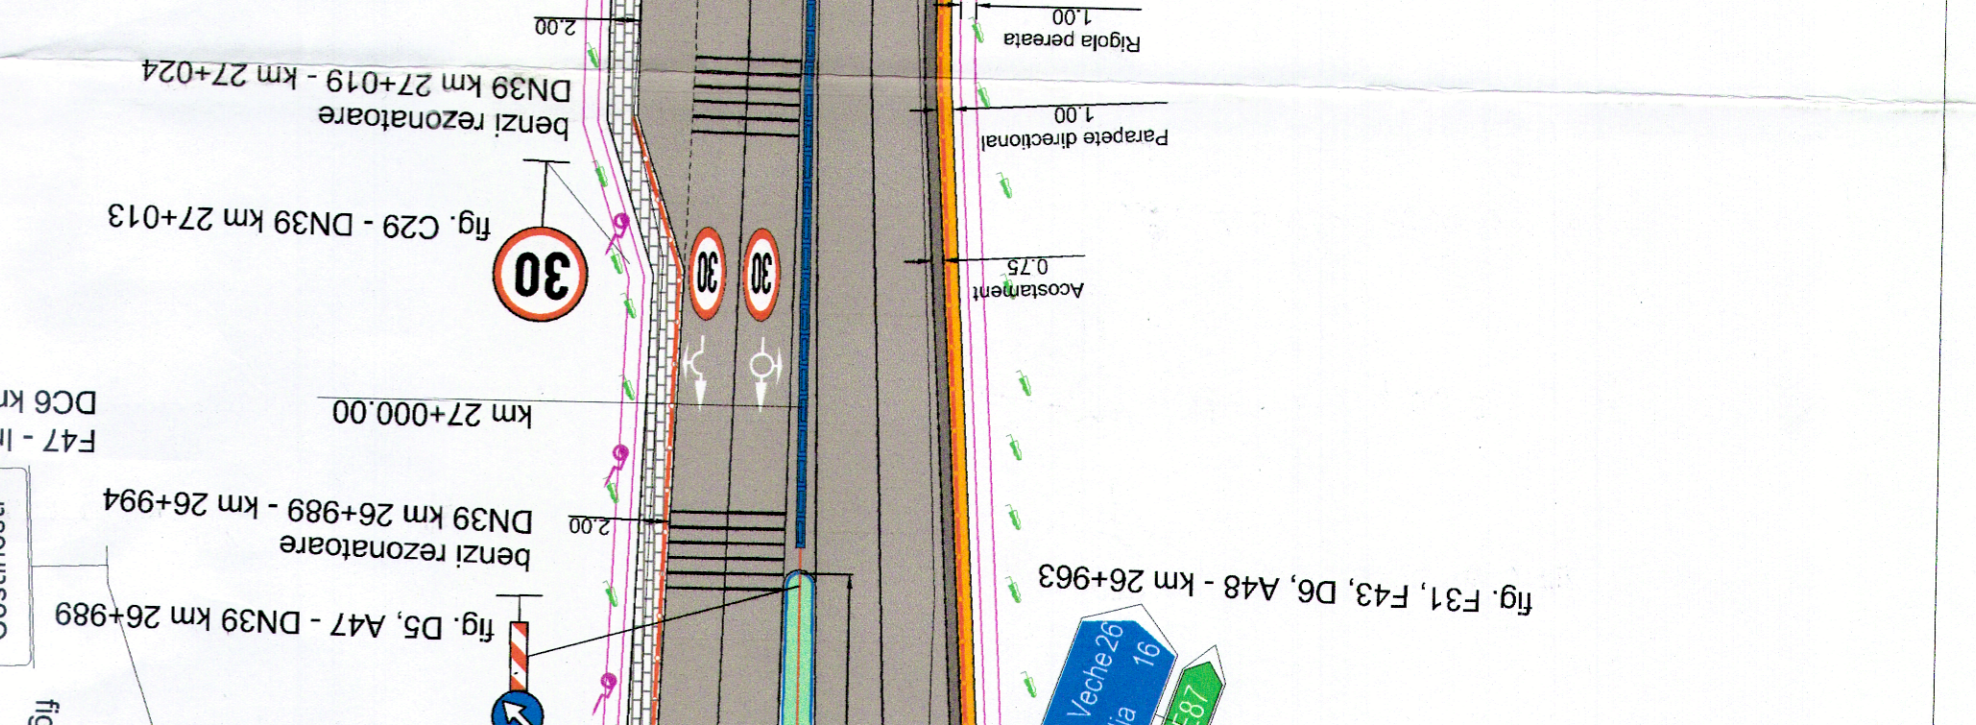 Veche 26
16
E87
fig. F31, F43, D6, A48 - km 26+963
fig. D5, A47 - DN39 km 26+989
benzi rezonatoare
DN39 km 26+989 - km 26+994
2.00
F47 -
DC6
km 27+000.00
Acostament
0.75
30
30
30
fig. C29 - DN39 km 27+013
Parapete directional
1.00
benzi rezonatoare
DN39 km 27+019 - km 27+024
Rigola pereata
1.00
2.00